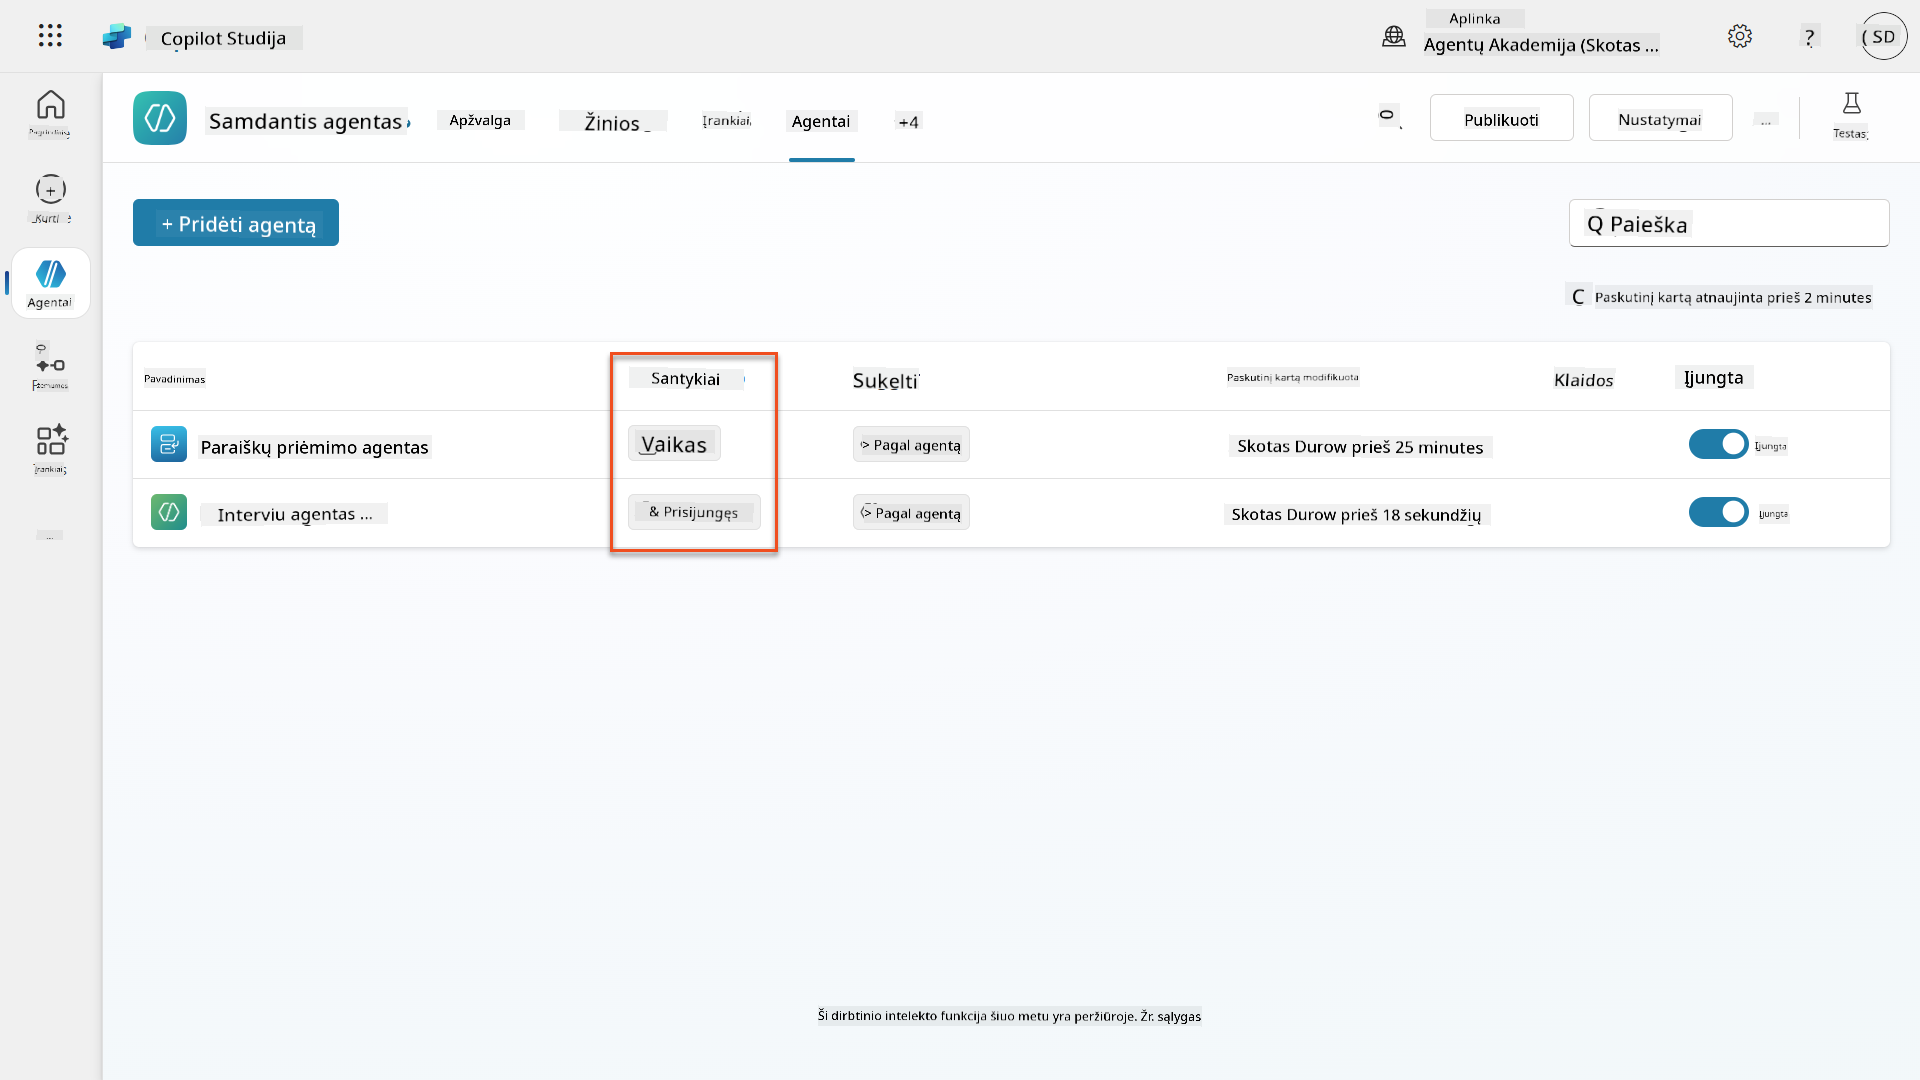 Copilot Studija
Aplinka
Agentų Akademija (Skotas ...
?
( SD
Samdantis agentas
Apžvalga
Žinios
Įrankiai
Agentai
+4
Publikuoti
Nustatymai
...
Testas
Kurti
Agentai
Įrankiai
...
+ Pridėti agentą
Q Paieška
C Paskutinį kartą atnaujinta prieš 2 minutes
Pavadinimas
Santykiai
Sukelti
Paskutinį kartą modifikuota
Klaidos
Įjungta
Paraiškų priėmimo agentas
Vaikas
Pagal agentą
Skotas Durow prieš 25 minutes
Įjungta
Interviu agentas ...
& Prisijungęs
Pagal agentą
Skotas Durow prieš 18 sekundžių
Įjungta
Ši dirbtinio intelekto funkcija šiuo metu yra peržiūroje. Žr. sąlygas